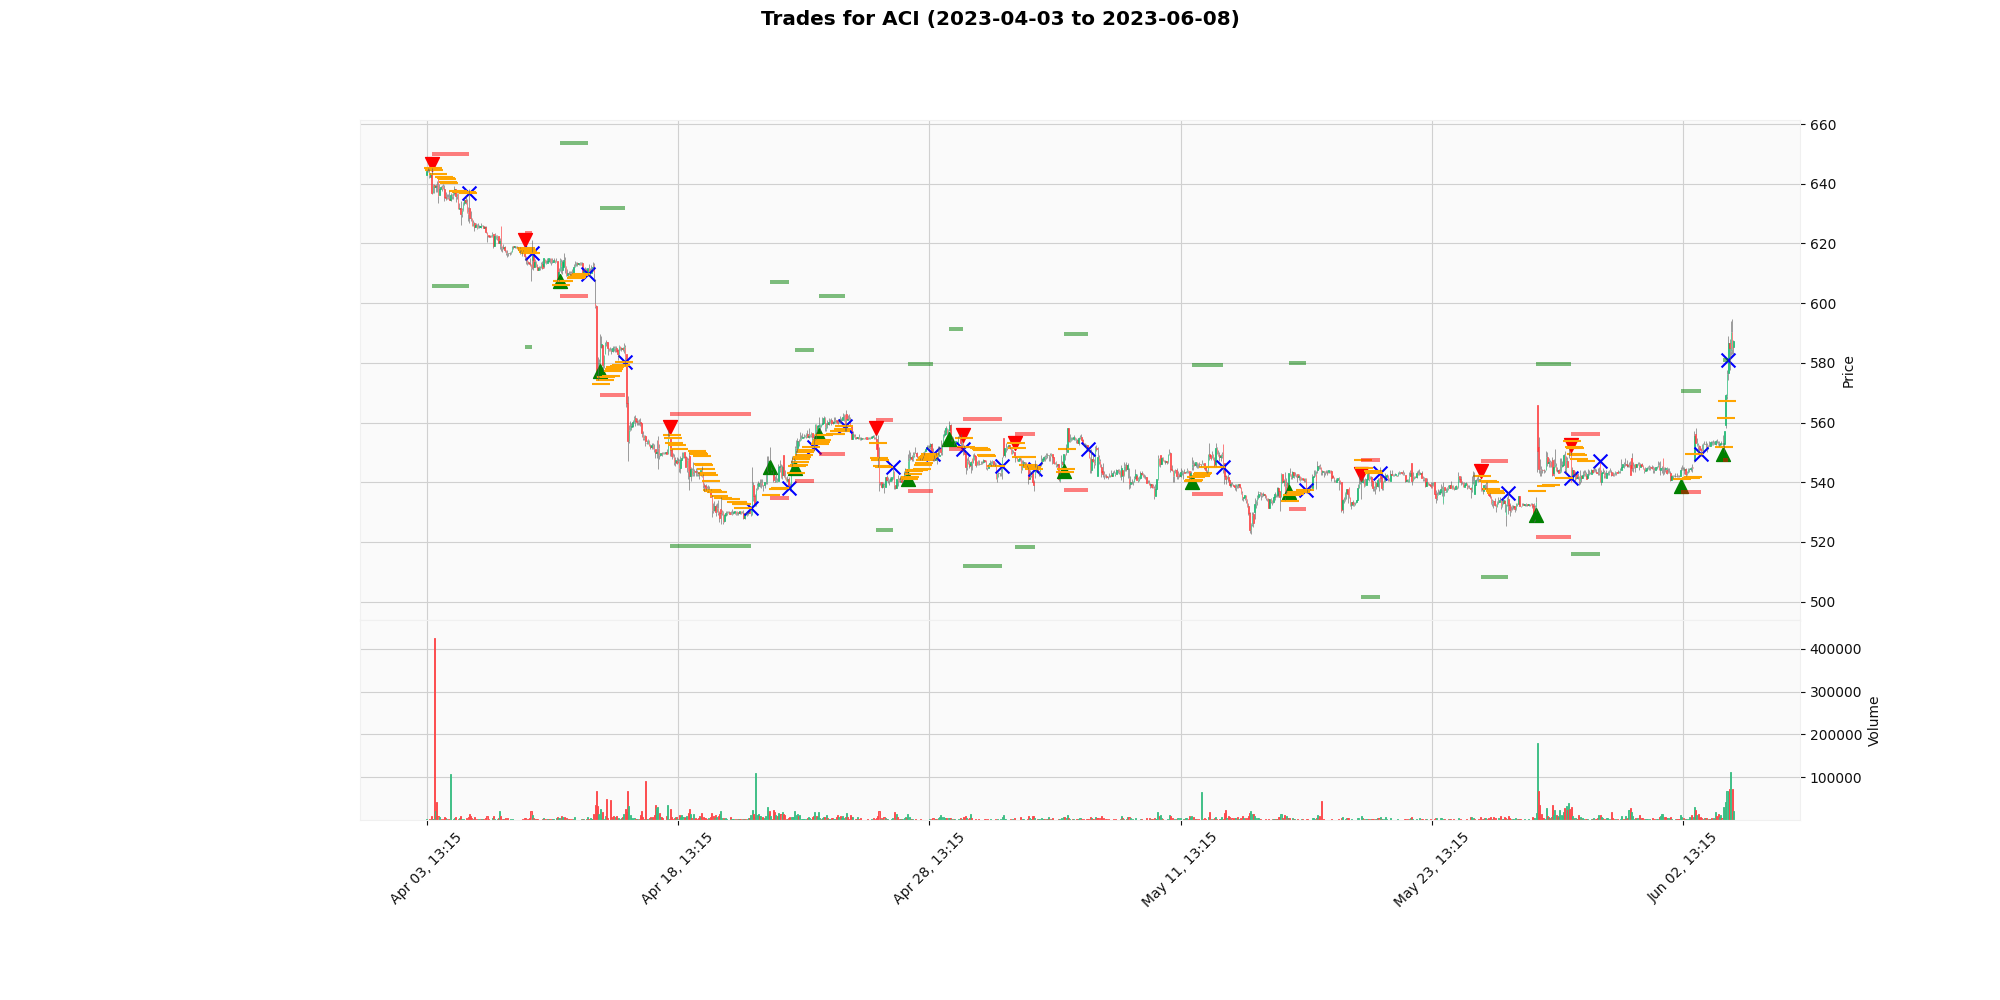 Trades for ACI (2023-04-03 to 2023-06-08)
660
640
620
600
580
560
540
520
500
Price
400000
300000
200000
100000
Volume
Apr 03, 13:15
Apr 18, 13:15
Apr 28, 13:15
May 11, 13:15
May 23, 13:15
Jun 02, 13:15